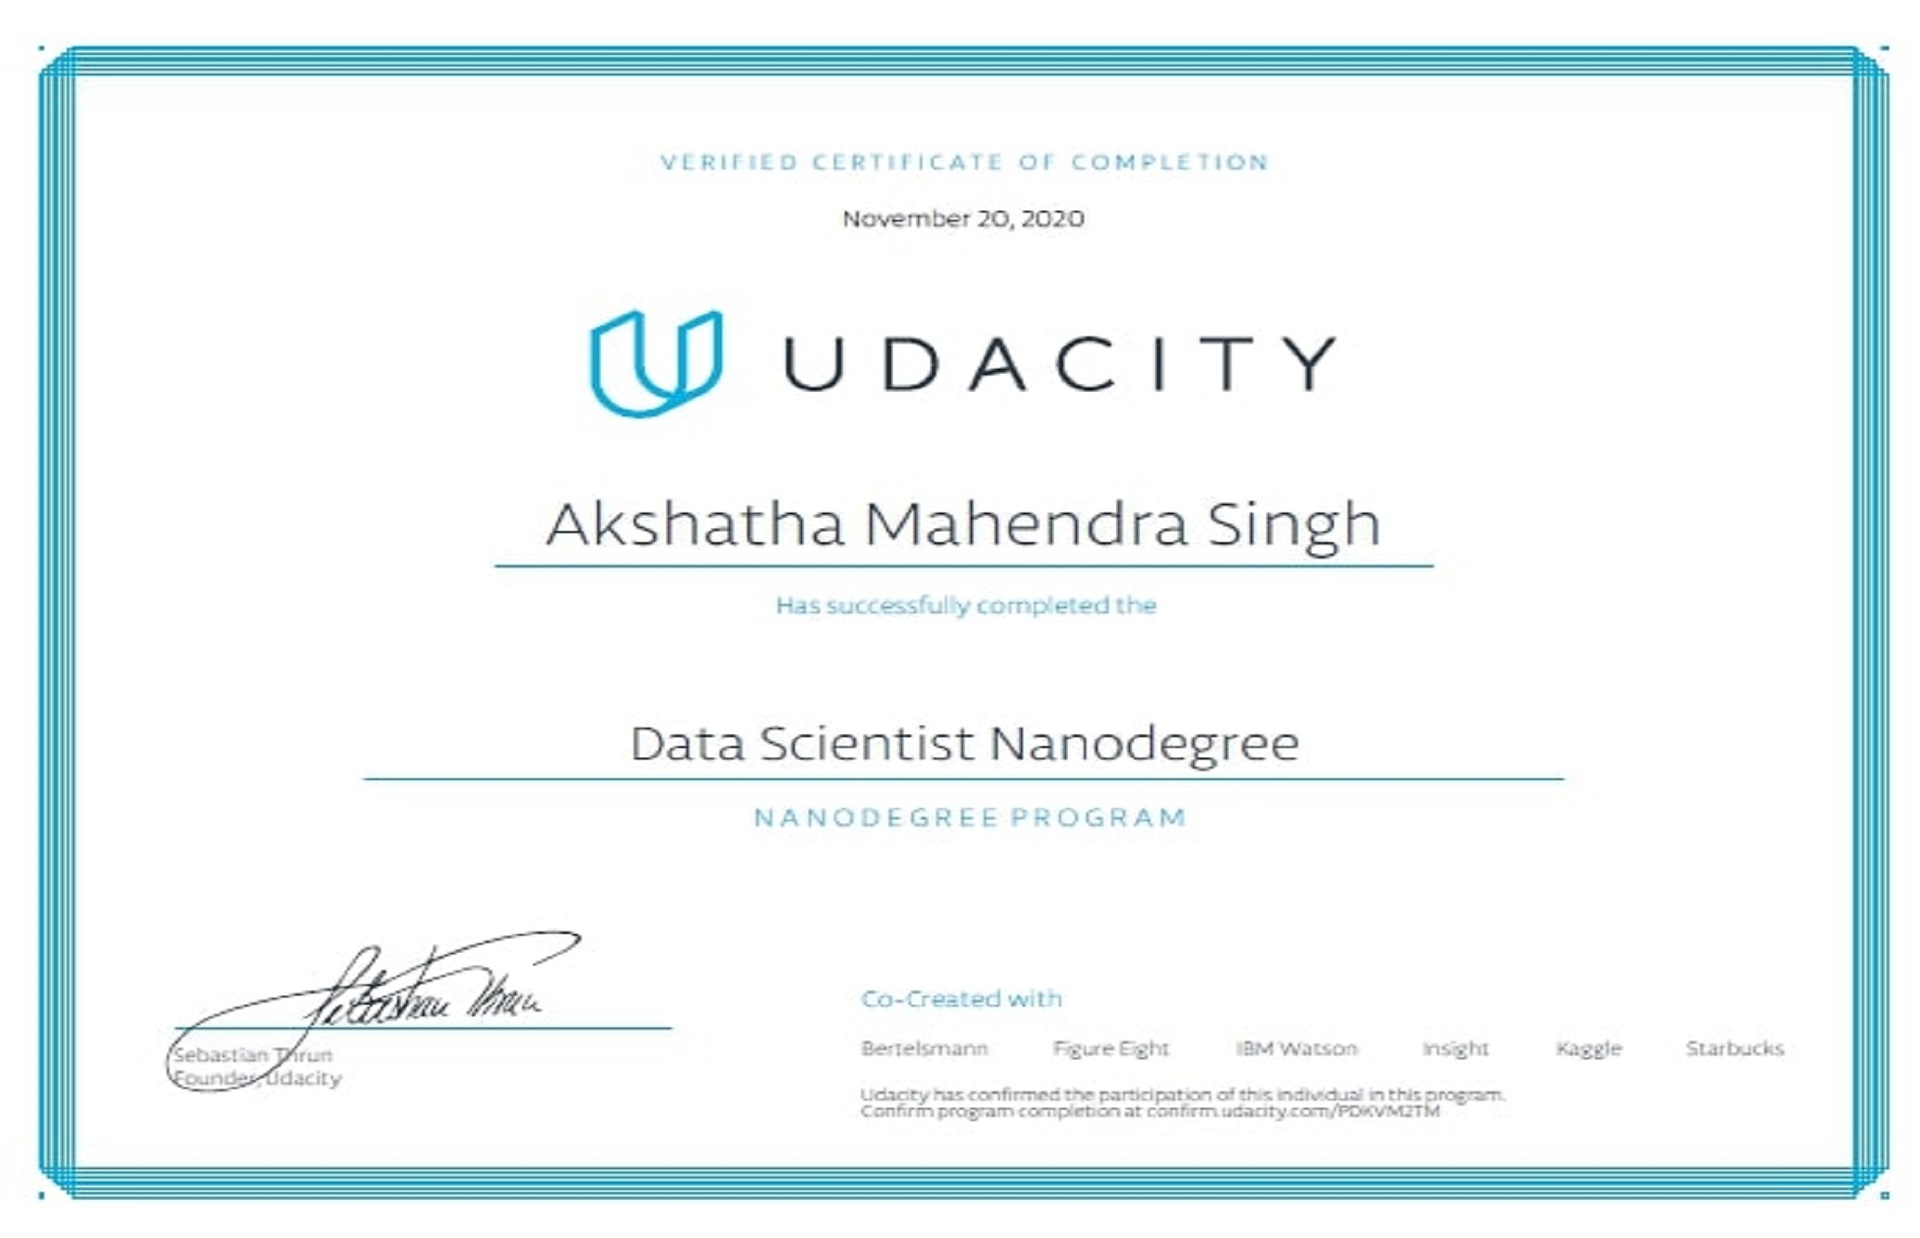 VERIFIED CERTIFICATE OF COMPLETION
November 20, 2020
UDACITY
Akshatha Mahendra Singh
Has successfully completed the
Data Scientist Nanodegree
NANODEGREE PROGRAM
Sebastian Thrun
Sebastian Thrun
Founder, Udacity
Co-Created with
Bertelsmann Figure Eight IBM Watson Insight Kaggle Starbucks
Udacity has confirmed the participation of this individual in this program.
Confirm program completion at confirm.udacity.com/PDKVM2TM